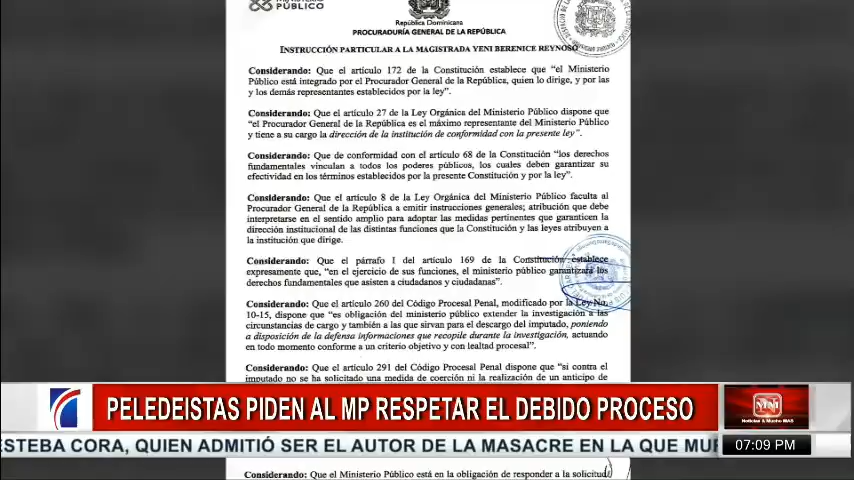 MINISTERIO
PÚBLICO
República Dominicana
PROCURADURÍA GENERAL DE LA REPÚBLICA
INSTRUCCIÓN PARTICULAR A LA MAGISTRADA YENI BERENICE REYNOSO
Considerando: Que el artículo 172 de la Constitución establece que “el Ministerio
Público está integrado por el Procurador General de la República, quien lo dirige, y por las
y los demás representantes establecidos por la ley”.
Considerando: Que el artículo 27 de la Ley Orgánica del Ministerio Público dispone que
“el Procurador General de la República es el máximo representante del Ministerio Público
y tiene a su cargo la dirección de la institución de conformidad con la presente ley”.
Considerando: Que de conformidad con el artículo 68 de la Constitución “los derechos
fundamentales vinculan a todos los poderes públicos, los cuales deben garantizar su
efectividad en los términos establecidos por la presente Constitución y por la ley”.
Considerando: Que el artículo 8 de la Ley Orgánica del Ministerio Público faculta al
Procurador General de la República a emitir instrucciones generales; atribución que debe
interpretarse en el sentido amplio para adoptar las medidas pertinentes que garanticen la
dirección institucional de las distintas funciones que la Constitución y las leyes atribuyen a
la institución que dirige.
Considerando: Que el párrafo I del artículo 169 de la Constitución establece
expresamente que, “en el ejercicio de sus funciones, el ministerio público garantizará los
derechos fundamentales que asisten a ciudadanos y ciudadanas”.
Considerando: Que el artículo 260 del Código Procesal Penal, modificado por la Ley No.
10-15, dispone que “es obligación del ministerio público extender la investigación a las
circunstancias de cargo y también a las que sirvan para el descargo del imputado, poniendo
a disposición de la defensa informaciones que recopile durante la investigación, actuando
en todo momento conforme a un criterio objetivo y con lealtad procesal”.
Considerando: Que el artículo 291 del Código Procesal Penal dispone que “si contra el
imputado no se ha solicitado una medida de coerción ni la realización de un anticipo de
PELEDEISTAS PIDEN AL MP RESPETAR EL DEBIDO PROCESO
Noticias & Mucho MAS
ESTEBA CORA, QUIEN ADMITIÓ SER EL AUTOR DE LA MASACRE EN LA QUE MUR
07:09 PM
Considerando: Que el Ministerio Público está en la obligación de responder a la solicitud